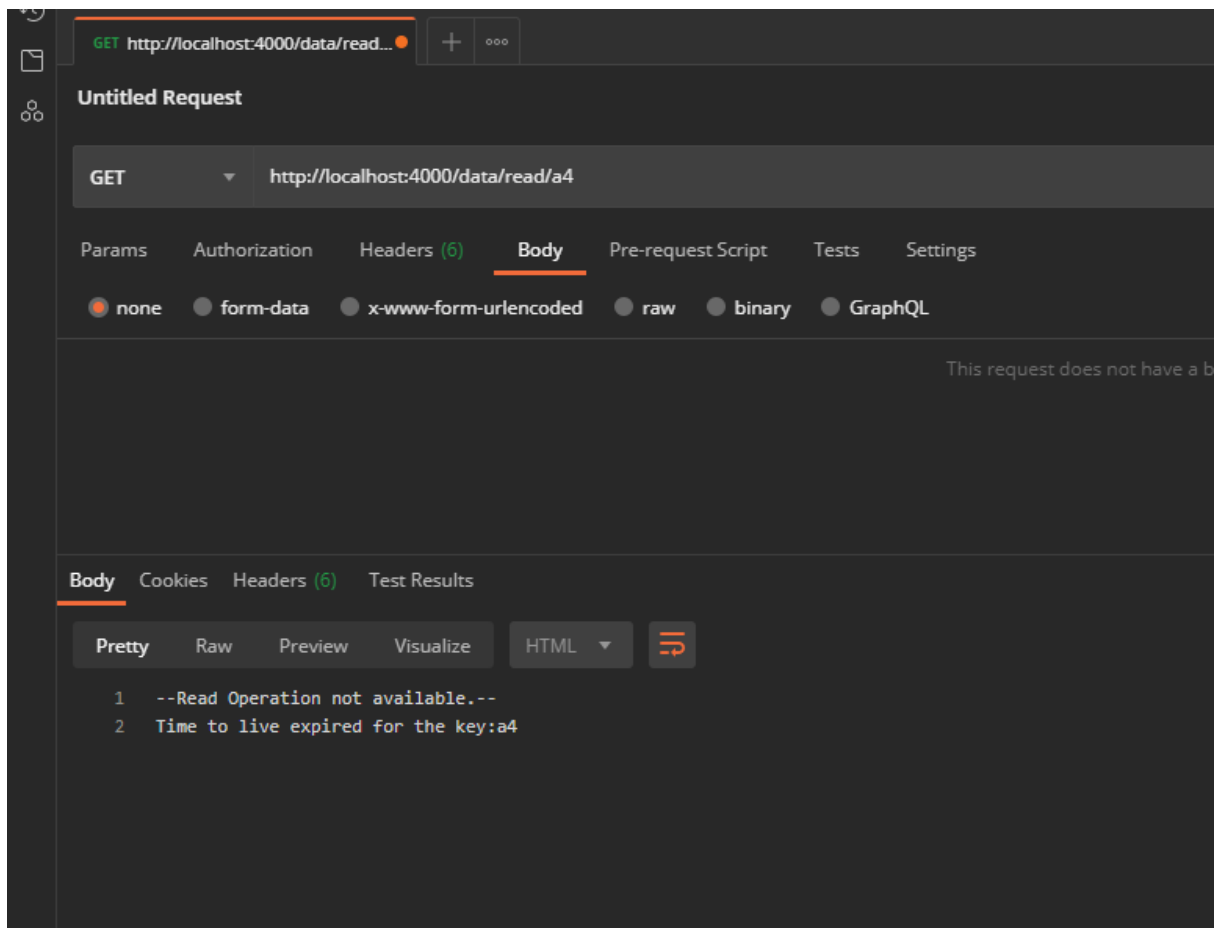 GET http://localhost:4000/data/read...
Untitled Request
GET http://localhost:4000/data/read/a4
Params Authorization Headers (6) Body Pre-request Script Tests Settings
none form-data x-www-form-urlencoded raw binary GraphQL
This request does not have a b
Body Cookies Headers (6) Test Results
Pretty Raw Preview Visualize HTML
1 --Read Operation not available.--
2 Time to live expired for the key:a4